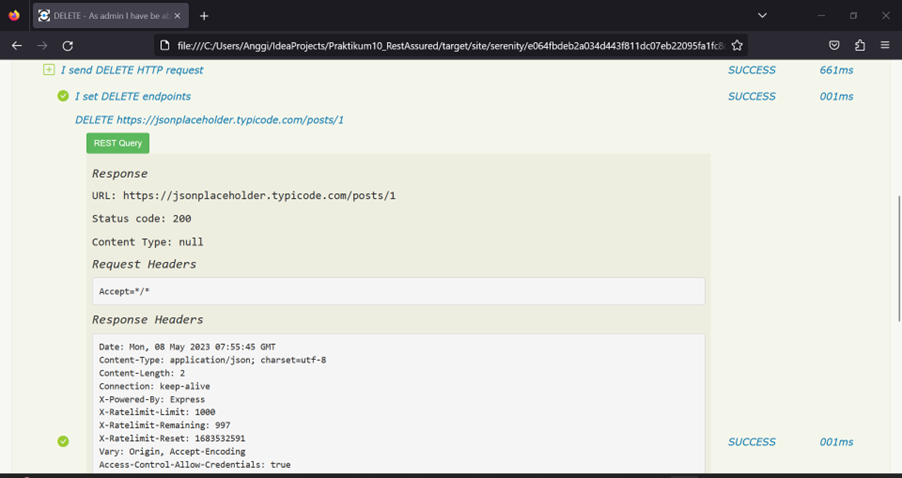 DELETE - As admin I have be ab
file:///C:/Users/Anggi/IdeaProjects/Praktikum10_RestAssured/target/site/serenity/e064fbdeb2a034d443f811dc07eb22095fa1fc8
I send DELETE HTTP request SUCCESS 661ms
I set DELETE endpoints SUCCESS 001ms
DELETE https://jsonplaceholder.typicode.com/posts/1
REST Query
Response
URL: https://jsonplaceholder.typicode.com/posts/1
Status code: 200
Content Type: null
Request Headers
Accept=*/*
Response Headers
Date: Mon, 08 May 2023 07:55:45 GMT
Content-Type: application/json; charset=utf-8
Content-Length: 2
Connection: keep-alive
X-Powered-By: Express
X-Ratelimit-Limit: 1000
X-Ratelimit-Remaining: 997
X-Ratelimit-Reset: 1683532591
SUCCESS 001ms
Vary: Origin, Accept-Encoding
Access-Control-Allow-Credentials: true